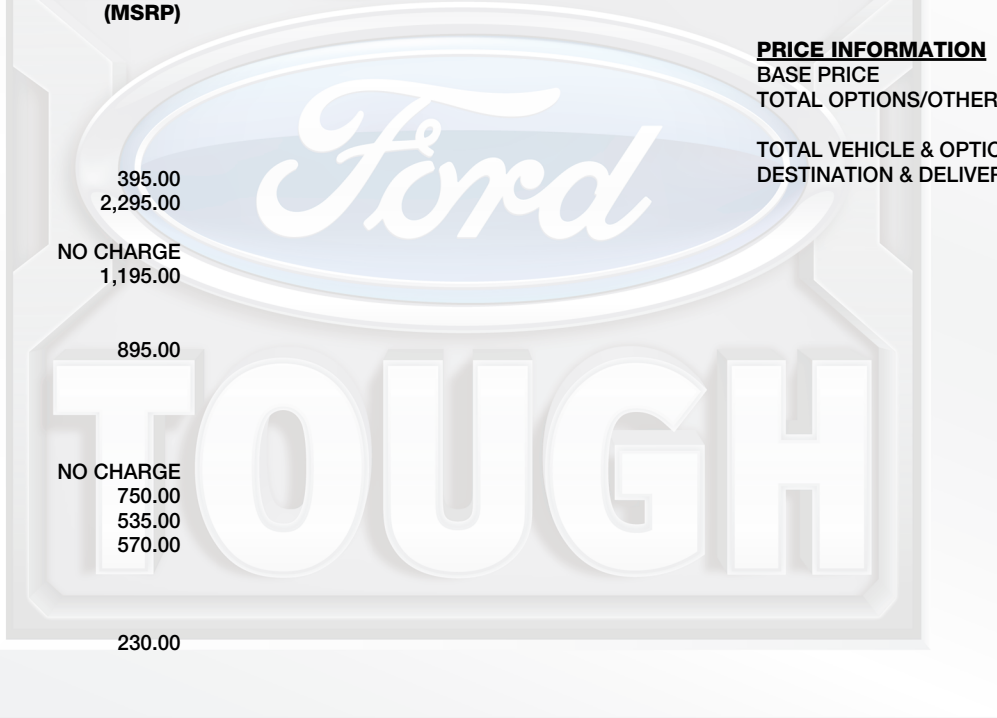 (MSRP)
395.00
2,295.00
NO CHARGE
1,195.00
895.00
NO CHARGE
750.00
535.00
570.00
230.00
PRICE INFORMATION
BASE PRICE
TOTAL OPTIONS/OTHER
TOTAL VEHICLE & OPTIO
DESTINATION & DELIVER
Ford
TOUGH